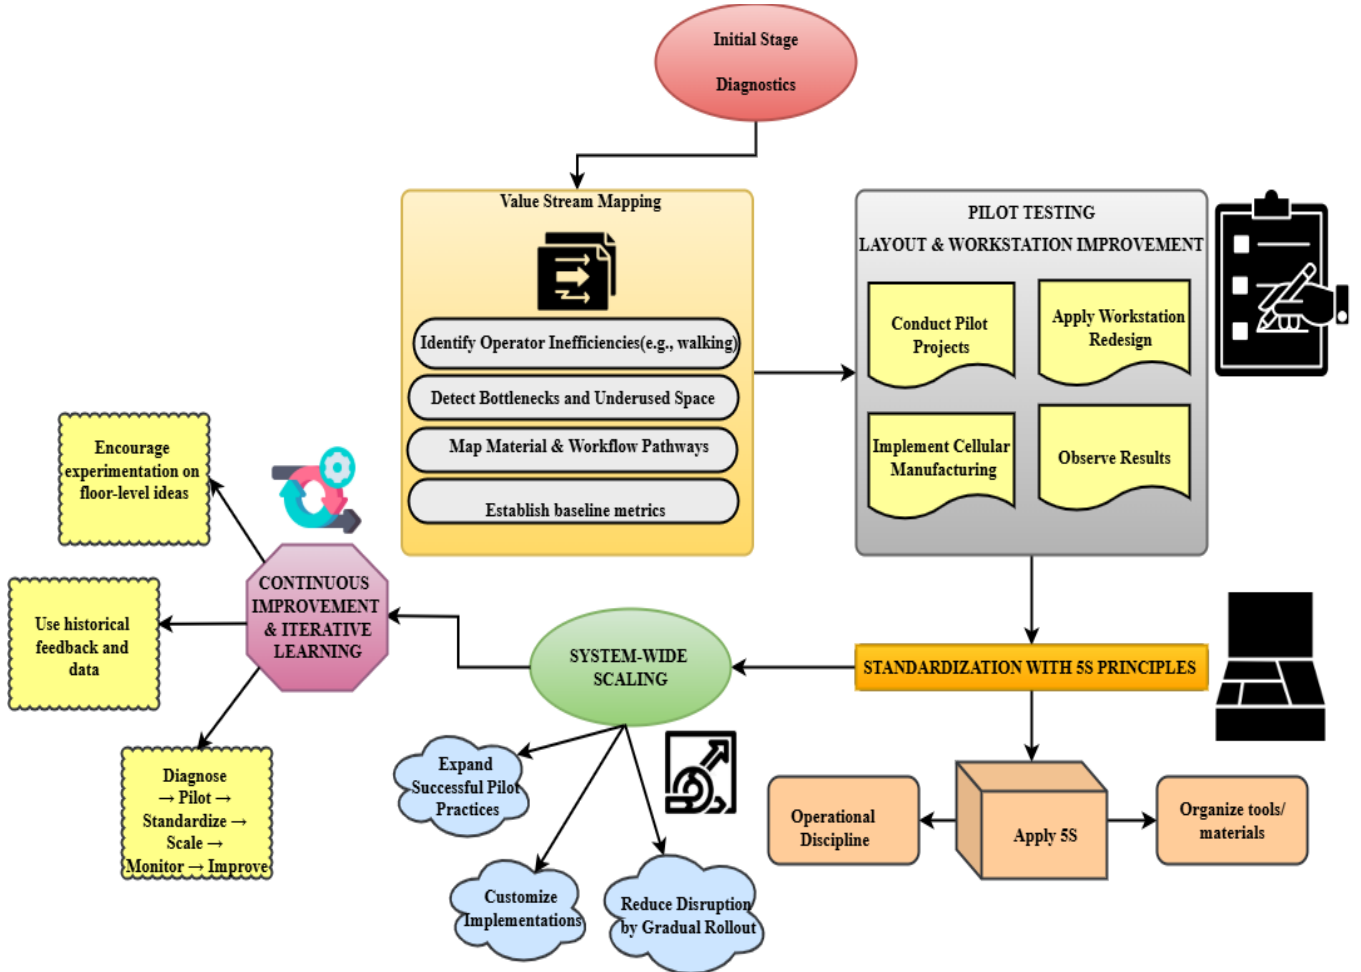 Initial Stage
Diagnostics
Value Stream Mapping
Identify Operator Inefficiencies(e.g., walking)
Detect Bottlenecks and Underused Space
Map Material & Workflow Pathways
Establish baseline metrics
PILOT TESTING
LAYOUT & WORKSTATION IMPROVEMENT
Conduct Pilot
Projects
Apply Workstation
Redesign
Implement Cellular
Manufacturing
Observe Results
STANDARDIZATION WITH 5S PRINCIPLES
Apply 5S
Operational
Discipline
Organize tools/
materials
SYSTEM-WIDE
SCALING
Expand
Successful Pilot
Practices
Customize
Implementations
Reduce Disruption
by Gradual Rollout
CONTINUOUS
IMPROVEMENT
& ITERATIVE
LEARNING
Encourage
experimentation on
floor-level ideas
Use historical
feedback and
data
Diagnose
→ Pilot →
Standardize →
Scale →
Monitor → Improve